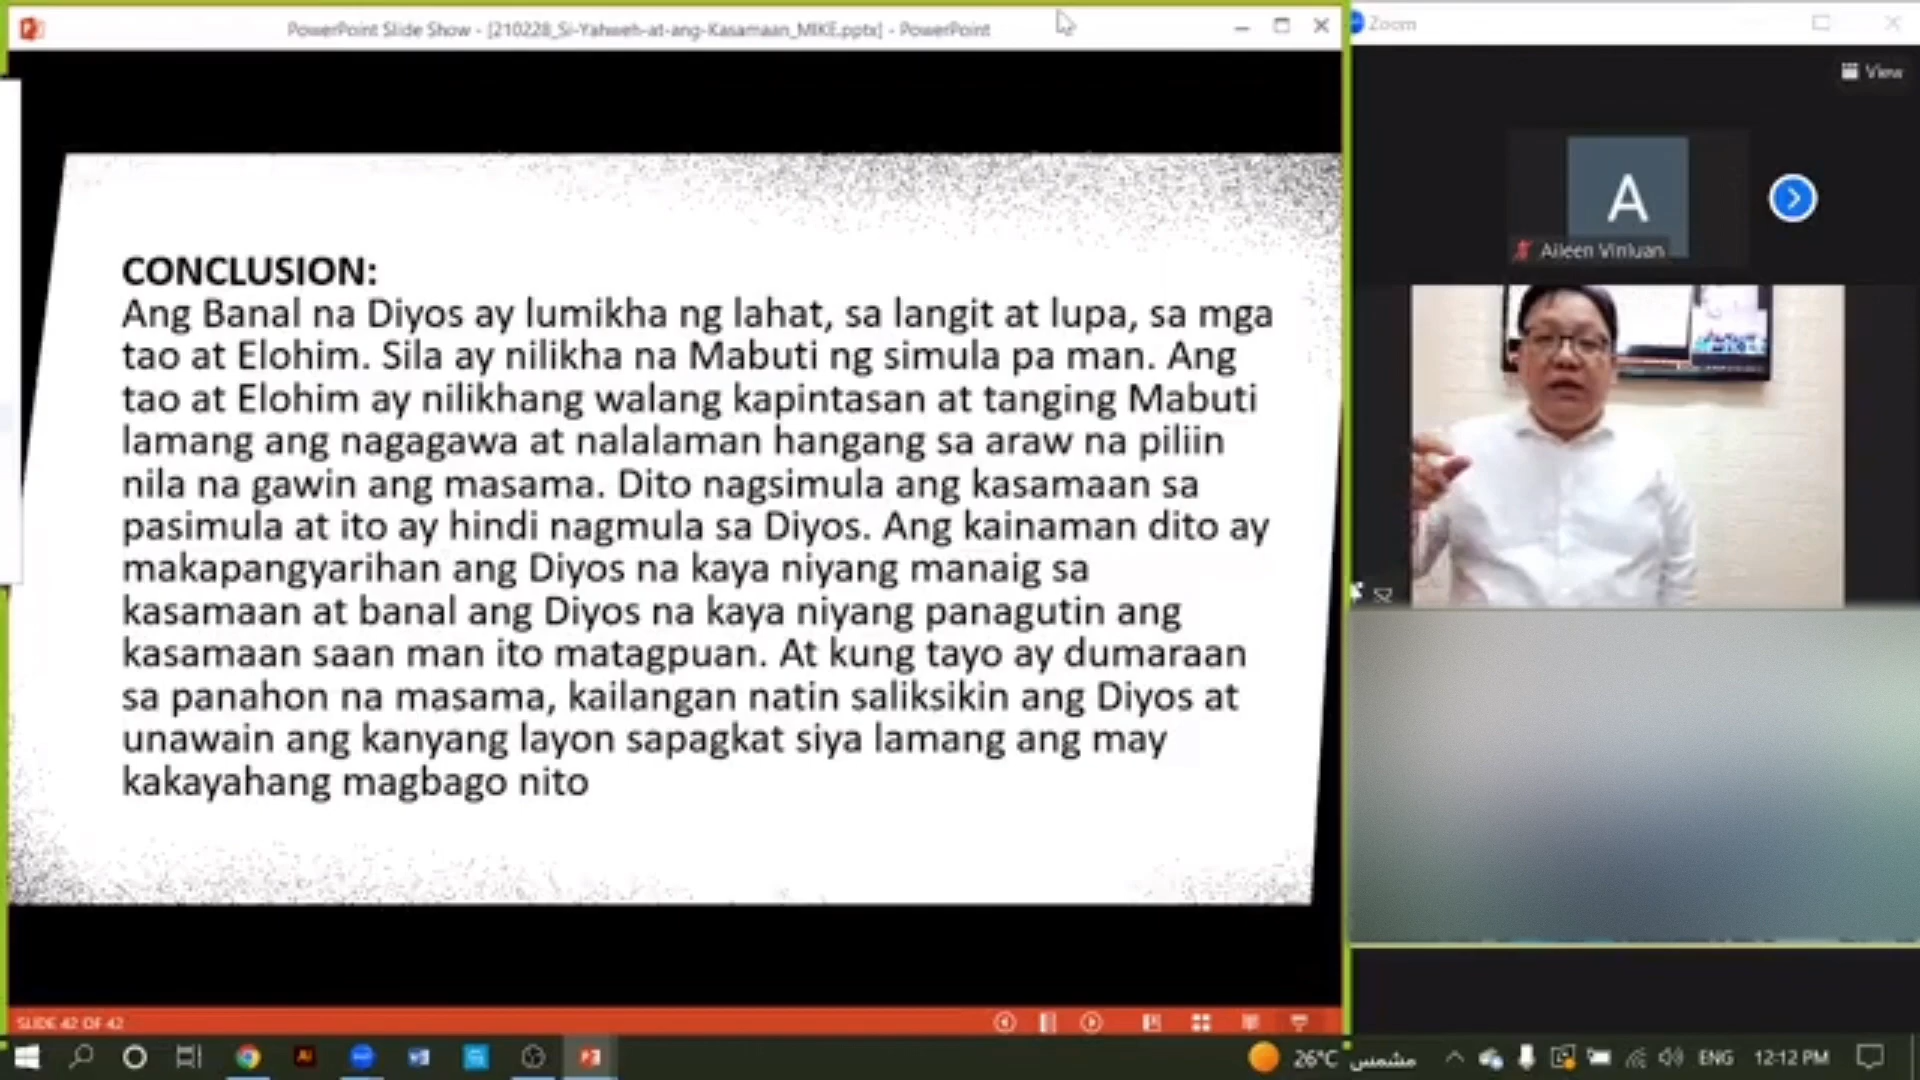 PowerPoint Slide Show - [210228_Si-Yahweh-at-ang-Kasamaan_MIKE.pptx] - PowerPoint
Zoom
View
A
Aileen Vinluan
CONCLUSION:
Ang Banal na Diyos ay lumikha ng lahat, sa langit at lupa, sa mga
tao at Elohim. Sila ay nilikha na Mabuti ng simula pa man. Ang
tao at Elohim ay nilikhang walang kapintasan at tanging Mabuti
lamang ang nagagawa at nalalaman hangang sa araw na piliin
nila na gawin ang masama. Dito nagsimula ang kasamaan sa
pasimula at ito ay hindi nagmula sa Diyos. Ang kainaman dito ay
makapangyarihan ang Diyos na kaya niyang manaig sa
kasamaan at banal ang Diyos na kaya niyang panagutin ang
kasamaan saan man ito matagpuan. At kung tayo ay dumaraan
sa panahon na masama, kailangan natin saliksikin ang Diyos at
unawain ang kanyang layon sapagkat siya lamang ang may
kakayahang magbago nito
SLIDE 42 OF 42
26°C مشمس
ENG
12:12 PM